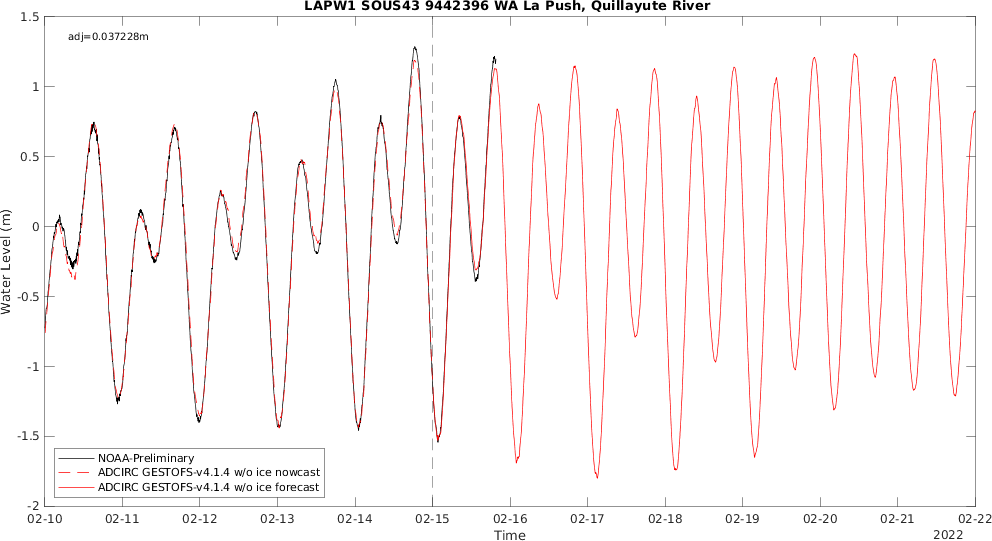 LAPW1 SOUS43 9442396 WA La Push, Quillayute River
adj=0.037228m
1.5
1
0.5
0
-0.5
-1
-1.5
-2
Water Level (m)
NOAA-Preliminary
ADCIRC GESTOFS-v4.1.4 w/o ice nowcast
ADCIRC GESTOFS-v4.1.4 w/o ice forecast
02-10 02-11 02-12 02-13 02-14 02-15 02-16 02-17 02-18 02-19 02-20 02-21 02-22
Time
2022